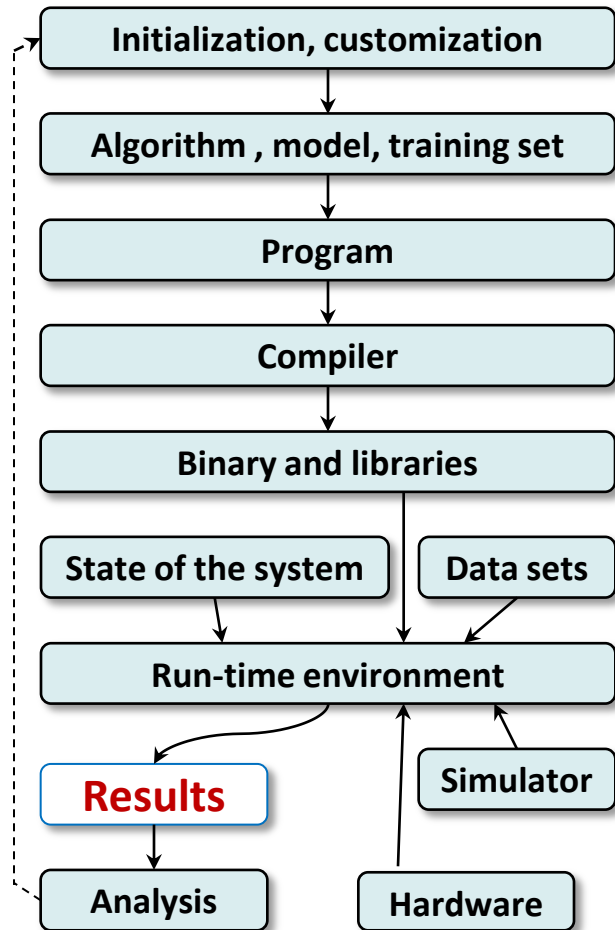 Initialization, customization
Algorithm , model, training set
Program
Compiler
Binary and libraries
State of the system
Data sets
Run-time environment
Results
Simulator
Analysis
Hardware